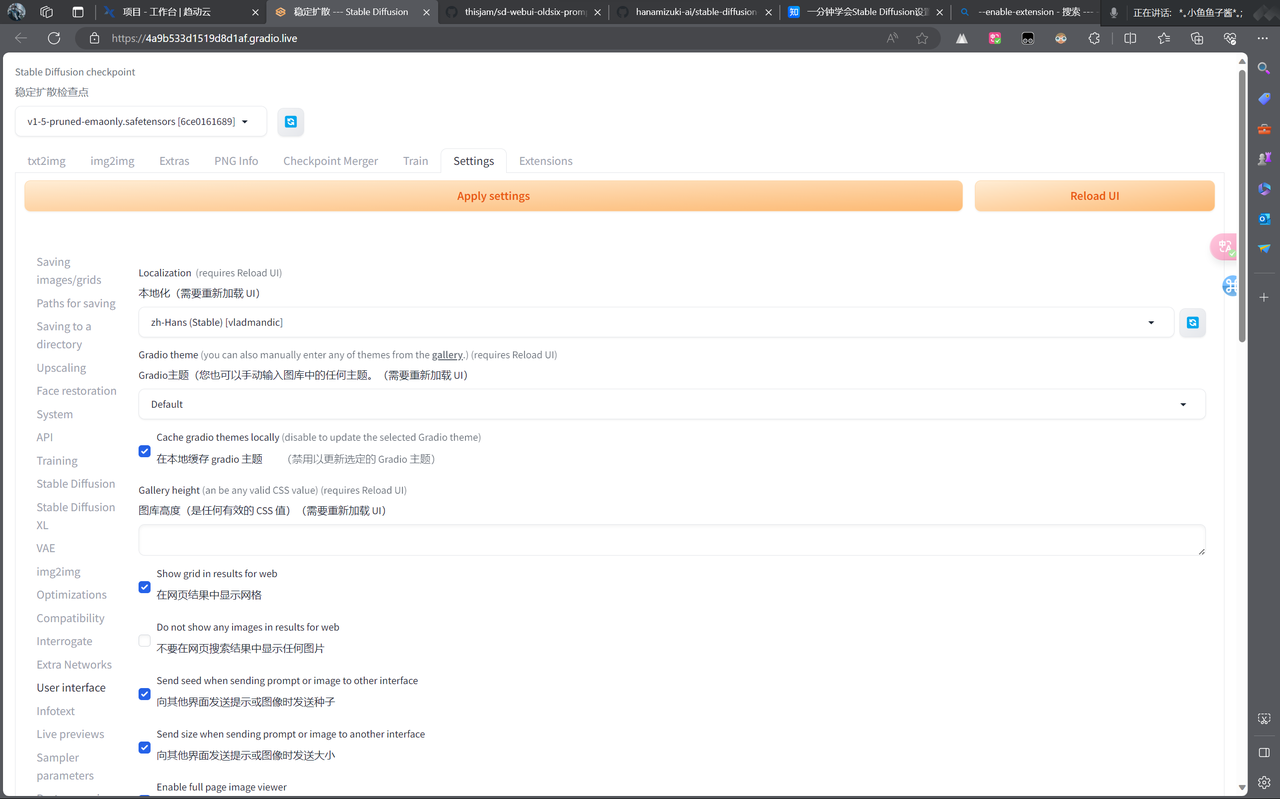 项目 - 工作台 | 趋动云
稳定扩散 --- Stable Diffusion
thisjam/sd-webui-oldsix-prom
hanamizuki-ai/stable-diffusion
知
一分钟学会Stable Diffusion设置
--enable-extension - 搜索 ---
正在讲话:
https://4a9b533d1519d8d1af.gradio.live
Stable Diffusion checkpoint
稳定扩散检查点
v1-5-pruned-emaonly.safetensors [6ce0161689]
txt2img
img2img
Extras
PNG Info
Checkpoint Merger
Train
Settings
Extensions
Apply settings
Reload UI
Saving
images/grids
Paths for saving
Saving to a
directory
Upscaling
Face restoration
System
API
Training
Stable Diffusion
Stable Diffusion
XL
VAE
img2img
Optimizations
Compatibility
Interrogate
Extra Networks
User interface
Infotext
Live previews
Sampler
parameters
Localization (requires Reload UI)
本地化（需要重新加载 UI）
zh-Hans (Stable) [vladmandic]
Gradio theme (you can also manually enter any of themes from the gallery.) (requires Reload UI)
Gradio主题（您也可以手动输入图库中的任何主题。（需要重新加载 UI）
Default
Cache gradio themes locally (disable to update the selected Gradio theme)
在本地缓存 gradio 主题 （禁用以更新选定的 Gradio 主题）
Gallery height (an be any valid CSS value) (requires Reload UI)
图库高度（是任何有效的 CSS 值）（需要重新加载 UI）
Show grid in results for web
在网页结果中显示网格
Do not show any images in results for web
不要在网页搜索结果中显示任何图片
Send seed when sending prompt or image to other interface
向其他界面发送提示或图像时发送种子
Send size when sending prompt or image to another interface
向其他界面发送提示或图像时发送大小
Enable full page image viewer